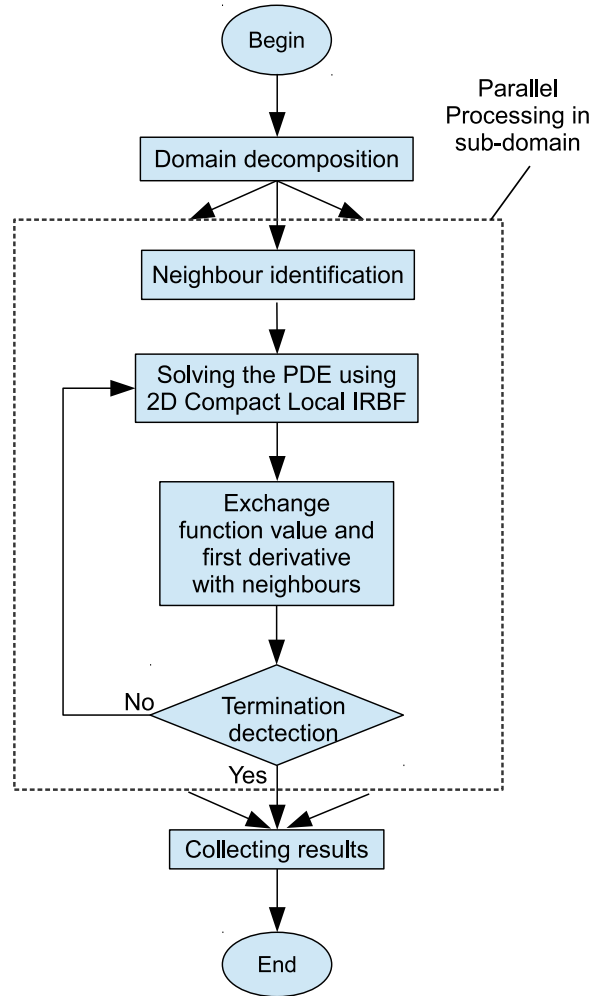 Begin
Parallel
Processing in
sub-domain
Domain decomposition
Neighbour identification
Solving the PDE using
2D Compact Local IRBF
Exchange
function value and
first derivative
with neighbours
No
Termination
dectection
Yes
Collecting results
End